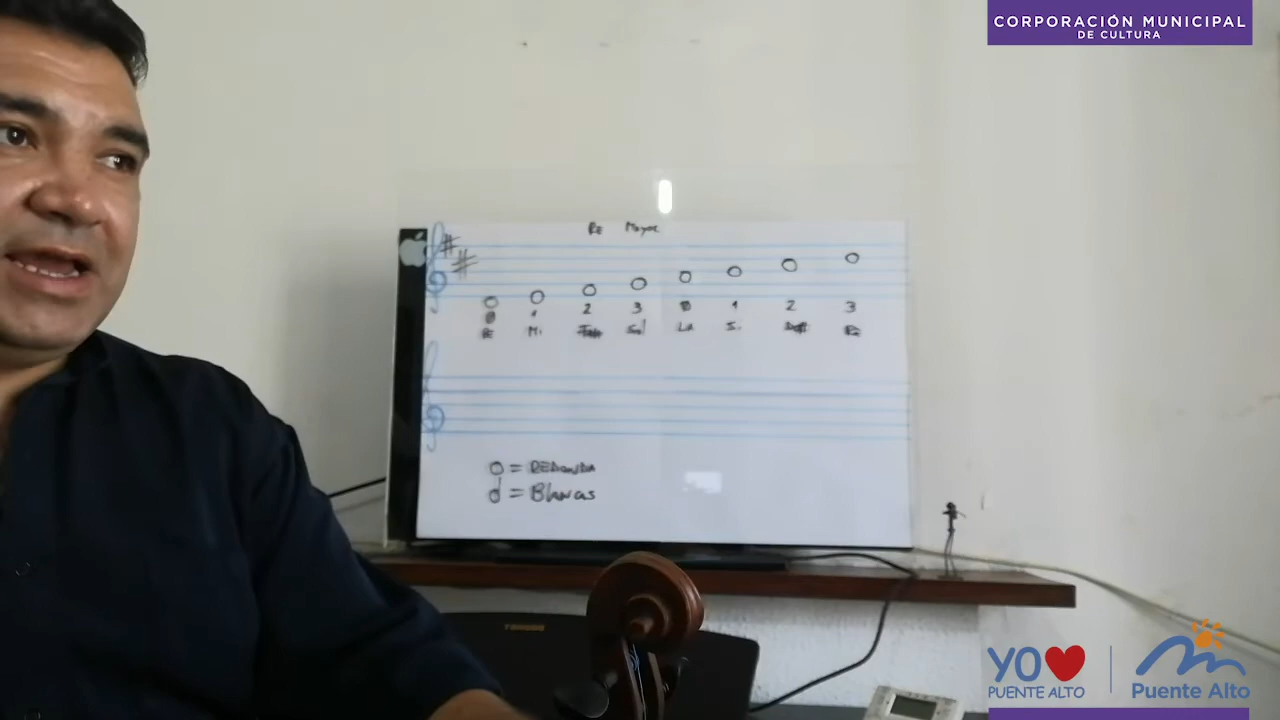 CORPORACIÓN MUNICIPAL
DE CULTURA
Re Mayor
0 1 2 3 0 1 2 3
Re Mi Fa# Sol La Si Do# Re
O = REDONDA
d = Blancas
YAMAHA
YO PUENTE ALTO
Puente Alto